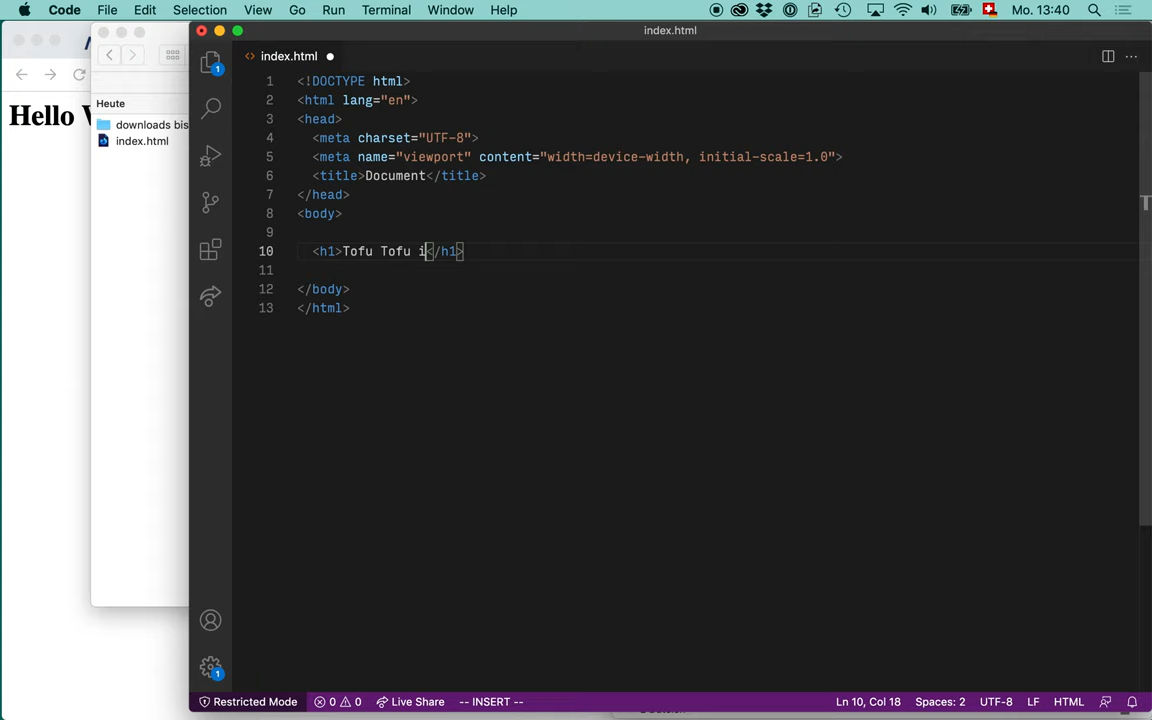 Code File Edit Selection View Go Run Terminal Window Help Mo. 13:40
index.html
index.html
Heute
downloads bis
index.html
Hello
1 <!DOCTYPE html>
2 <html lang="en">
3 <head>
4 <meta charset="UTF-8">
5 <meta name="viewport" content="width=device-width, initial-scale=1.0">
6 <title>Document</title>
7 </head>
8 <body>
9
10 <h1>Tofu Tofu i</h1>
11
12 </body>
13 </html>
1
1
Restricted Mode 0 0 Live Share -- INSERT -- Ln 10, Col 18 Spaces: 2 UTF-8 LF HTML